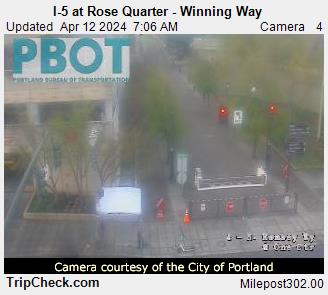 I-5 at Rose Quarter - Winning Way
Updated Apr 12 2024 7:06 AM Camera 4
PBOT
PORTLAND BUREAU OF TRANSPORTATION
Camera courtesy of the City of Portland
TripCheck.com Milepost302.00